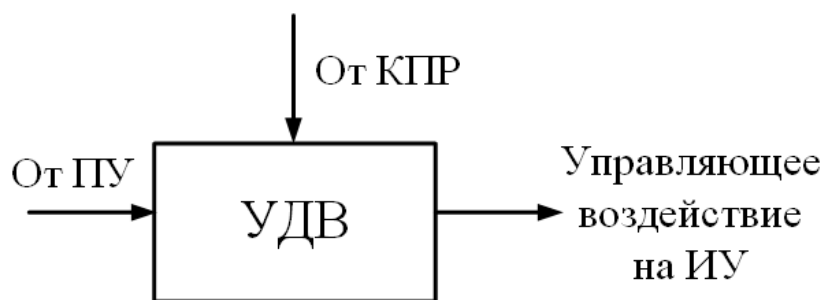 От КПР
От ПУ
УДВ
Управляющее
воздействие
на ИУ